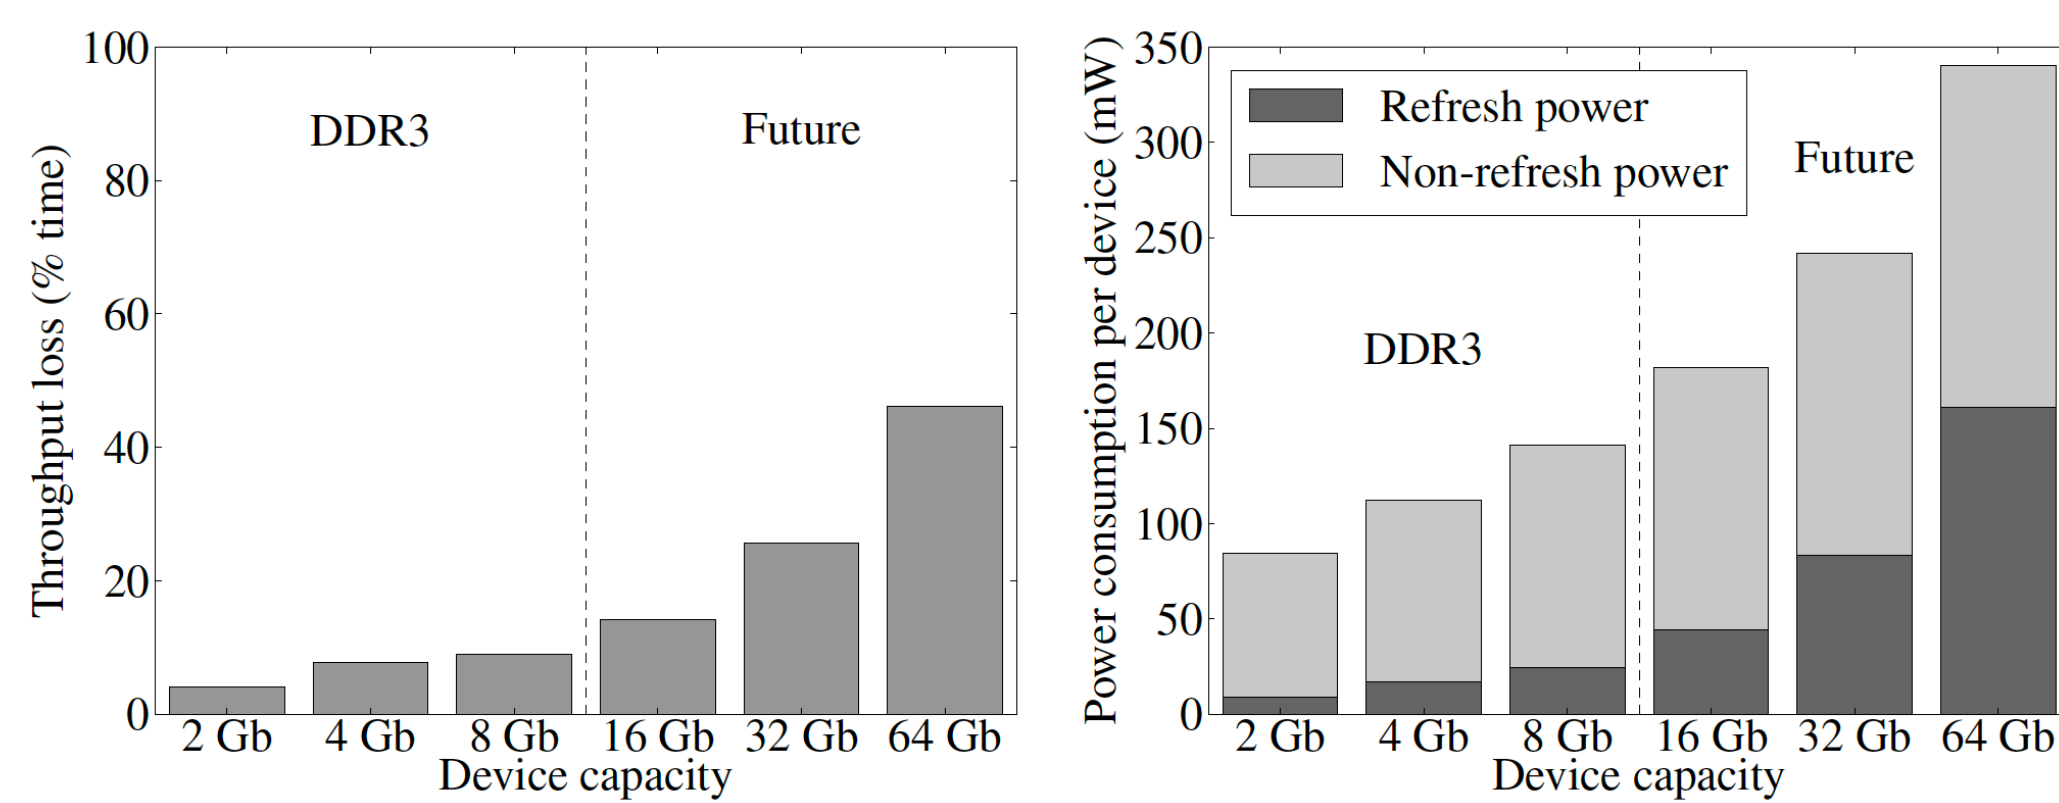 Throughput loss (% time)
100
80
60
40
20
0
DDR3
Future
2 Gb
4 Gb
8 Gb
16 Gb
32 Gb
64 Gb
Device capacity
Power consumption per device (mW)
350
300
250
200
150
100
50
0
Refresh power
Non-refresh power
Future
DDR3
2 Gb
4 Gb
8 Gb
16 Gb
32 Gb
64 Gb
Device capacity